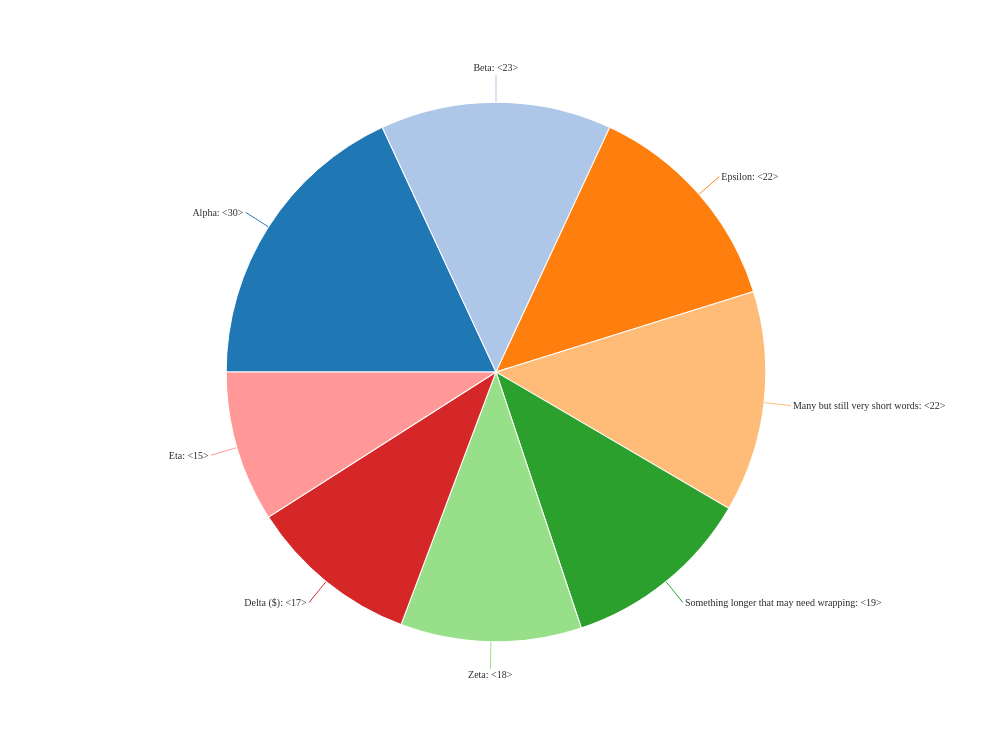 Beta: <23>
Epsilon: <22>
Alpha: <30>
Many but still very short words: <22>
Eta: <15>
Delta ($): <17>
Something longer that may need wrapping: <19>
Zeta: <18>